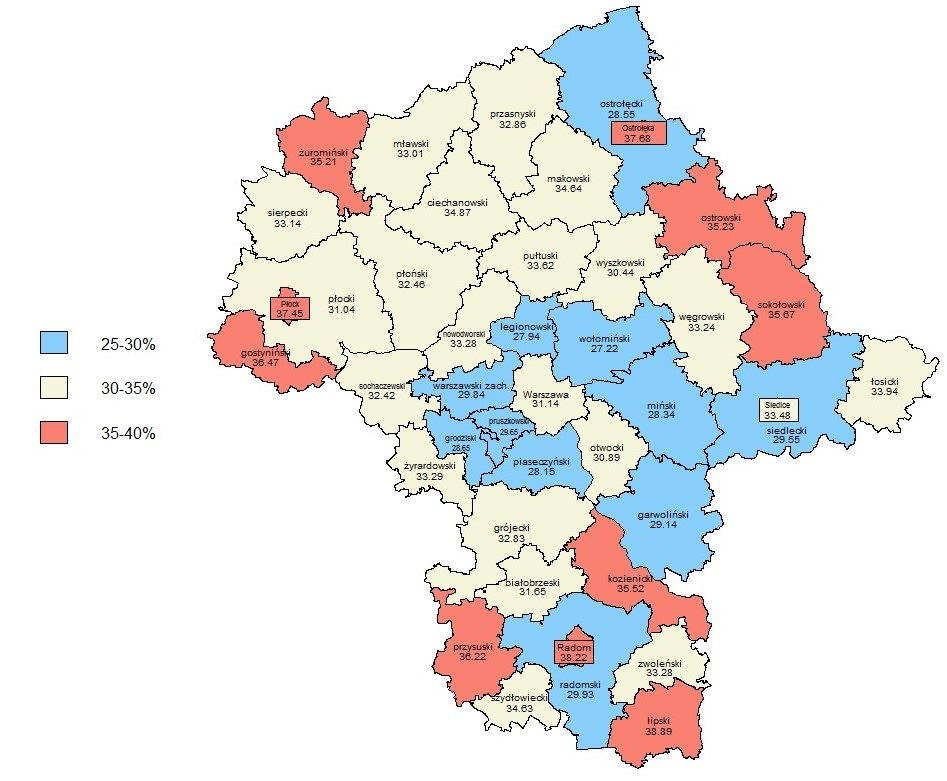 ostrołęcki
28.55
Ostrołęka
37.68
przasnyski
32.86
mławski
33.01
żuromiński
35.21
makowski
34.64
ciechanowski
34.87
sierpecki
33.14
ostrowski
35.23
pułtuski
33.62
wyszkowski
30.44
płoński
32.46
płocki
31.04
Płock
37.45
sokołowski
35.67
węgrowski
33.24
legionowski
27.94
wołomiński
27.22
nowodworski
33.28
gostyniński
36.47
25-30%
30-35%
35-40%
sochaczewski
32.42
warszawski zach.
29.84
Warszawa
31.14
miński
28.34
łosicki
33.94
Siedlce
33.48
siedlecki
29.55
pruszkowski
29.65
grodziski
28.65
piaseczyński
28.15
otwocki
30.89
żyrardowski
33.29
garwoliński
29.14
grójecki
32.83
kozienicki
35.52
białobrzeski
31.65
przysuski
36.22
Radom
38.22
zwoleński
33.28
radomski
29.93
szydłowiecki
34.63
lipski
38.89